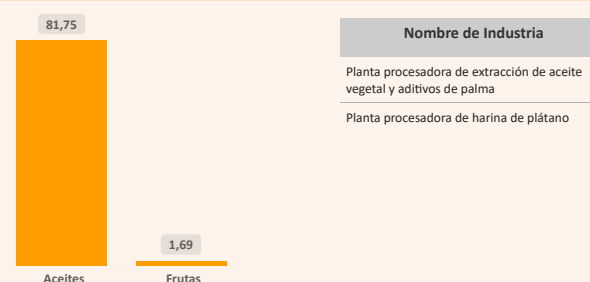 81,75
1,69
Aceites
Frutas
Nombre de Industria
Planta procesadora de extracción de aceite
vegetal y aditivos de palma
Planta procesadora de harina de plátano